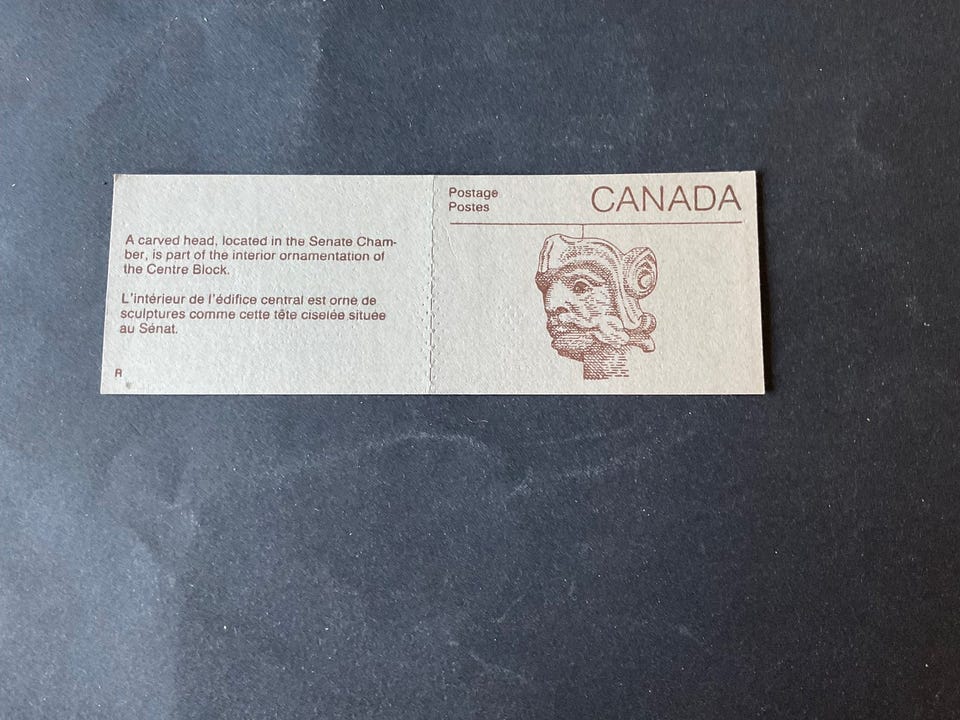 A carved head, located in the Senate Cham-
ber, is part of the interior ornamentation of
the Centre Block.
L'intérieur de l'édifice central est orné de
sculptures comme cette tête ciselée située
au Sénat.
R
Postage
Postes
CANADA